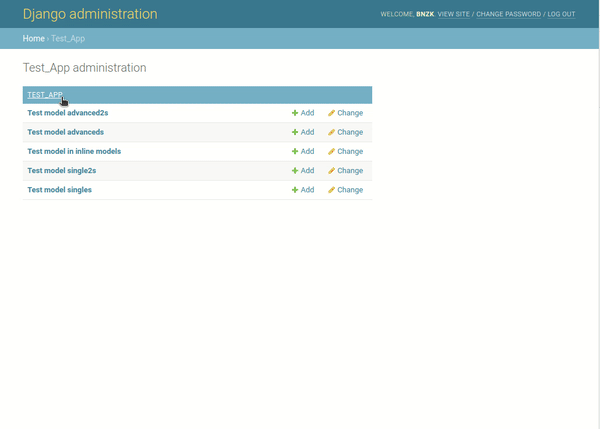 Django administration
WELCOME, BNZK. VIEW SITE / CHANGE PASSWORD / LOG OUT
Home › Test_App
Test_App administration
TEST_APP
Test model advanced2s Add Change
Test model advanceds Add Change
Test model in inline models Add Change
Test model single2s Add Change
Test model singles Add Change